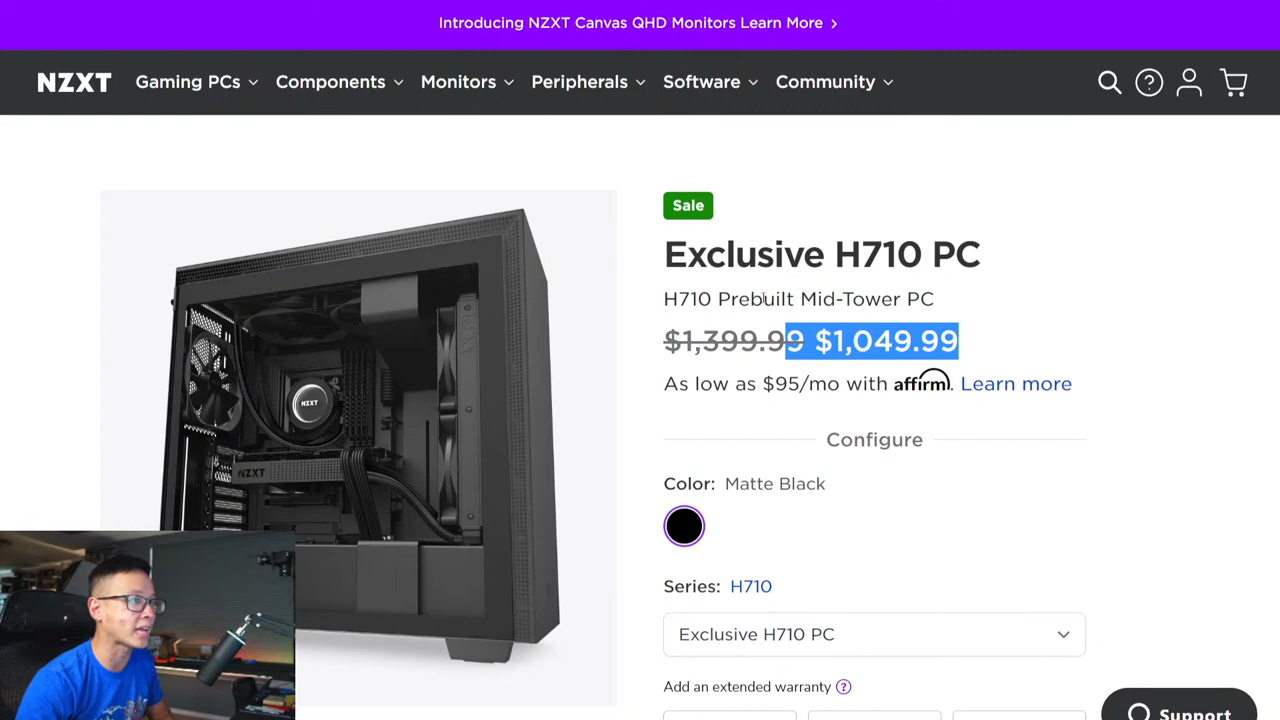 Introducing NZXT Canvas QHD Monitors Learn More
NZXT Gaming PCs Components Monitors Peripherals Software Community
Sale
Exclusive H710 PC
H710 Prebuilt Mid-Tower PC
$1,399.99 $1,049.99
As low as $95/mo with affirm. Learn more
Configure
Color: Matte Black
Series: H710
Exclusive H710 PC
Add an extended warranty ?
Support
NZXT
NZXT